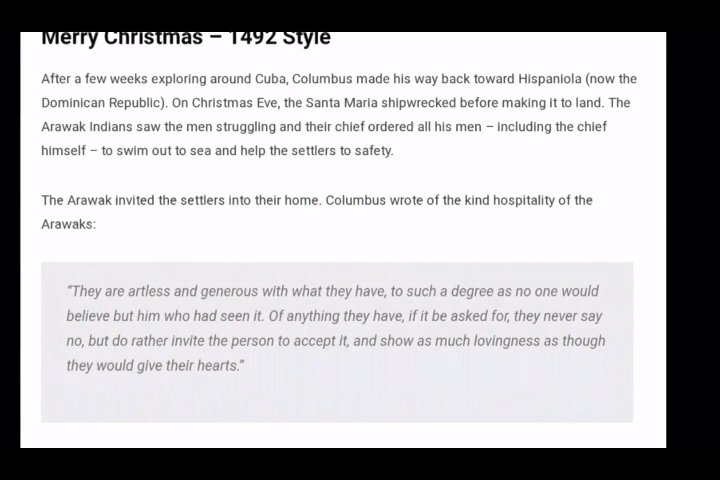 Merry Christmas – 1492 Style
After a few weeks exploring around Cuba, Columbus made his way back toward Hispaniola (now the
Dominican Republic). On Christmas Eve, the Santa Maria shipwrecked before making it to land. The
Arawak Indians saw the men struggling and their chief ordered all his men – including the chief
himself – to swim out to sea and help the settlers to safety.
The Arawak invited the settlers into their home. Columbus wrote of the kind hospitality of the
Arawaks:
“They are artless and generous with what they have, to such a degree as no one would
believe but him who had seen it. Of anything they have, if it be asked for, they never say
no, but do rather invite the person to accept it, and show as much lovingness as though
they would give their hearts.”